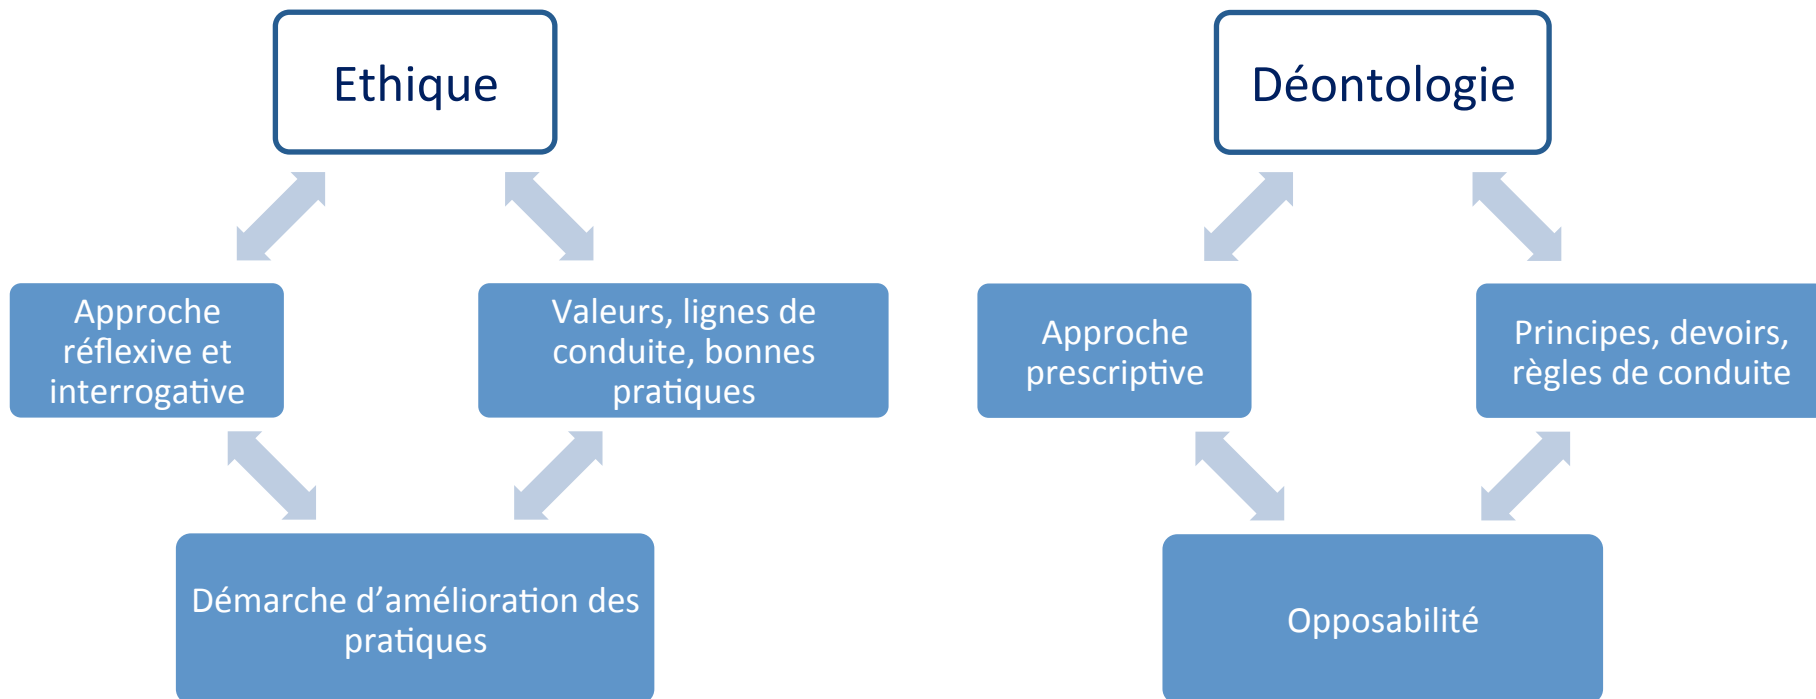 Ethique
Déontologie
Approche
réflexive et
interrogative
Valeurs, lignes de
conduite, bonnes
pratiques
Approche
prescriptive
Principes, devoirs,
règles de conduite
Démarche d’amélioration des
pratiques
Opposabilité